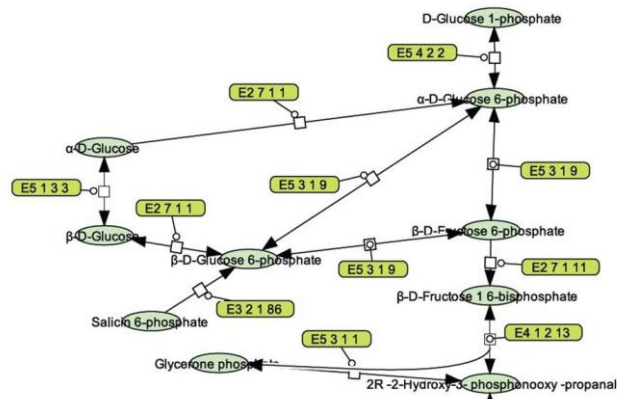 D-Glucose 1-phosphate
E5 4 2 2
E2 7 1 1
α-D-Glucose 6-phosphate
α-D-Glucose
E5 3 1 9
E5 3 1 9
E5 1 3 3
E2 7 1 1
β-D-Glucose
β-D-Fructose 6-phosphate
β-D-Glucose 6-phosphate
E5 3 1 9
E2 7 1 11
β-D-Fructose 1 6-bisphosphate
E3 2 1 86
Salicin 6-phosphate
E4 1 2 13
E5 3 1 1
Glycerone phosphate
2R -2-Hydroxy-3- phosphonooxy -propanal